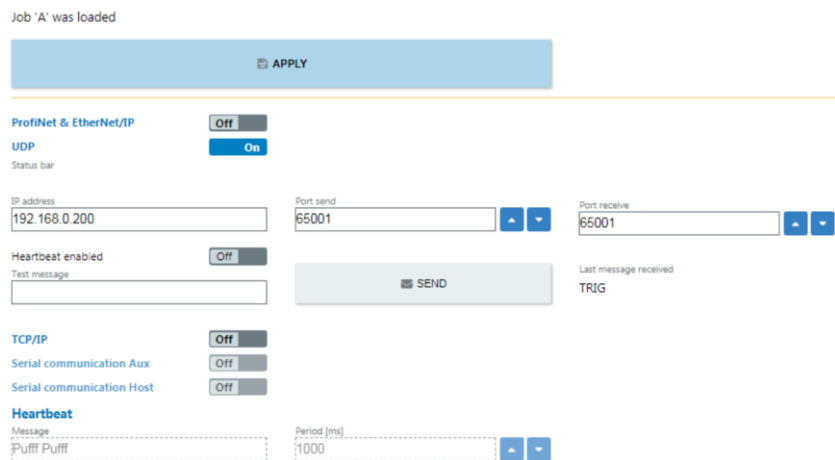 Job 'A' was loaded
APPLY
ProfiNet & EtherNet/IP Off
UDP On
Status bar
IP address Port send Port receive
192.168.0.200 65001 65001
Heartbeat enabled Off
Test message SEND Last message received
TRIG
TCP/IP Off
Serial communication Aux Off
Serial communication Host Off
Heartbeat
Message Period [ms]
Pufff Pufff 1000